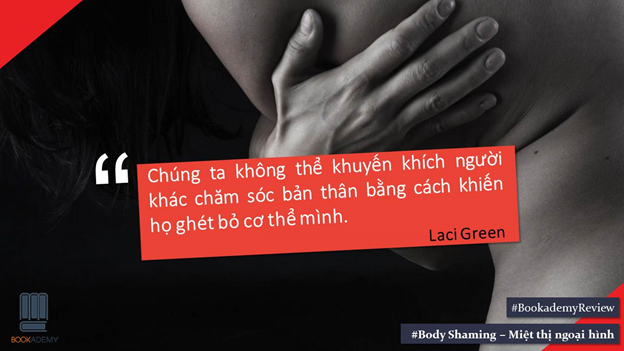 “
Chúng ta không thể khuyến khích người
khác chăm sóc bản thân bằng cách khiến
họ ghét bỏ cơ thể mình.
Laci Green
#BookademyReview
#Body Shaming – Miệt thị ngoại hình
BOOKADEMY